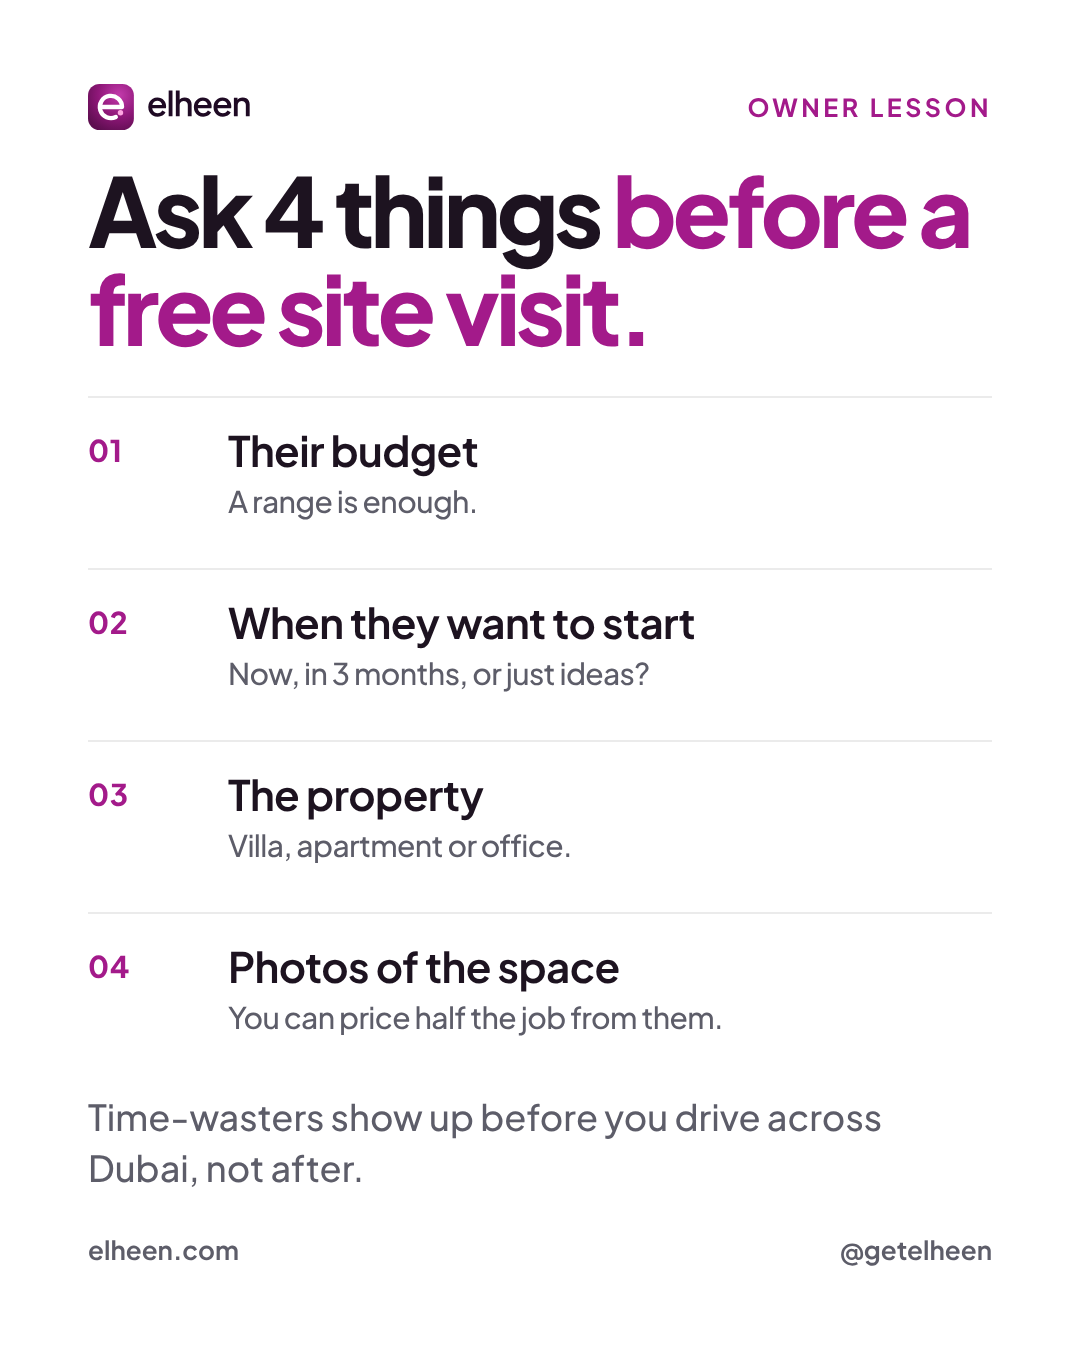 elheen
OWNER LESSON
Ask 4 things before a
free site visit.
01
Their budget
A range is enough.
02
When they want to start
Now, in 3 months, or just ideas?
03
The property
Villa, apartment or office.
04
Photos of the space
You can price half the job from them.
Time-wasters show up before you drive across
Dubai, not after.
elheen.com
@getelheen